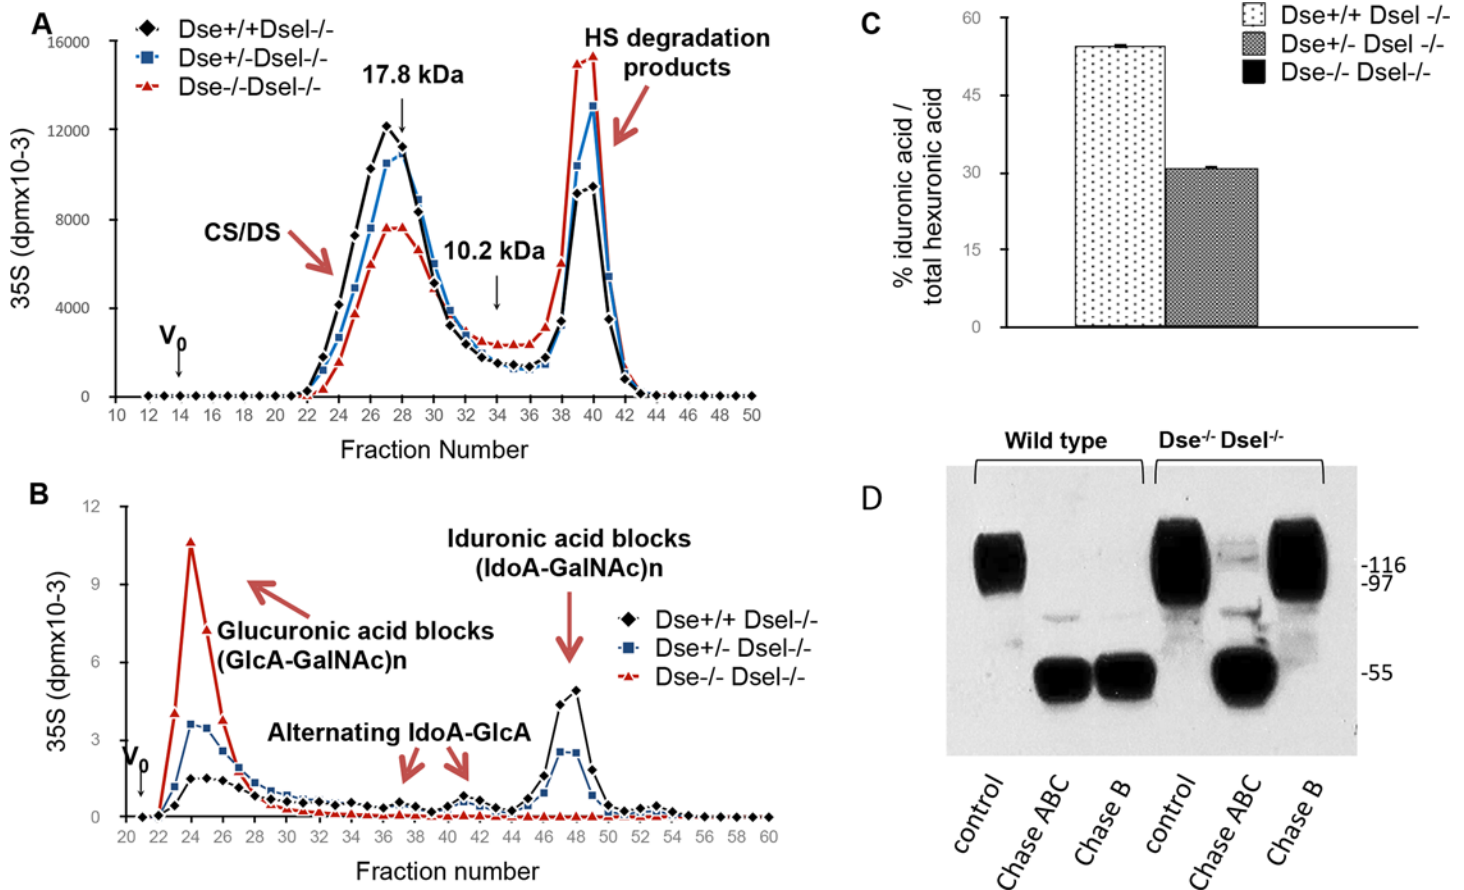 A
Dse+/+Dsel-/-
Dse+/-Dsel-/-
Dse-/-Dsel-/-
16000
12000
8000
4000
0
35S (dpmx10-3)
17.8 kDa
HS degradation
products
CS/DS
10.2 kDa
V0
10 12 14 16 18 20 22 24 26 28 30 32 34 36 38 40 42 44 46 48 50
Fraction Number
B
12
9
6
3
0
35S (dpmx10-3)
Iduronic acid blocks
(IdoA-GalNAc)n
Glucuronic acid blocks
(GlcA-GalNAc)n
Dse+/+ Dsel-/-
Dse+/- Dsel-/-
Dse-/- Dsel-/-
Alternating IdoA-GlcA
V0
20 22 24 26 28 30 32 34 36 38 40 42 44 46 48 50 52 54 56 58 60
Fraction number
C
Dse+/+ Dsel -/-
Dse+/- Dsel -/-
Dse-/- Dsel-/-
60
45
30
15
0
% iduronic acid /
total hexuronic acid
D
Wild type
Dse-/- Dsel-/-
-116
-97
-55
control
Chase ABC
Chase B
control
Chase ABC
Chase B